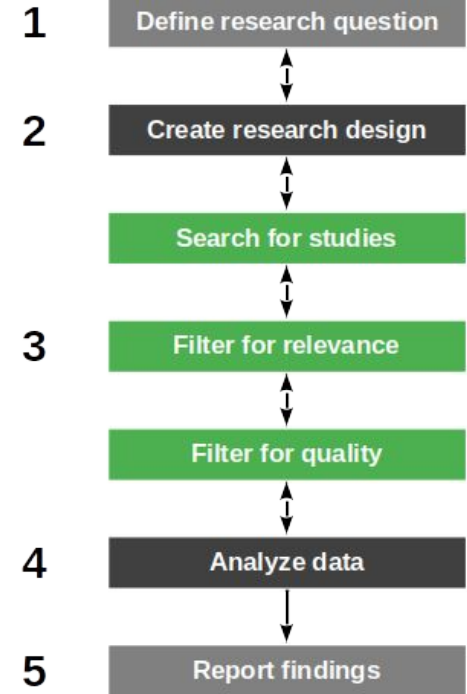 1 Define research question
2 Create research design
Search for studies
3 Filter for relevance
Filter for quality
4 Analyze data
5 Report findings